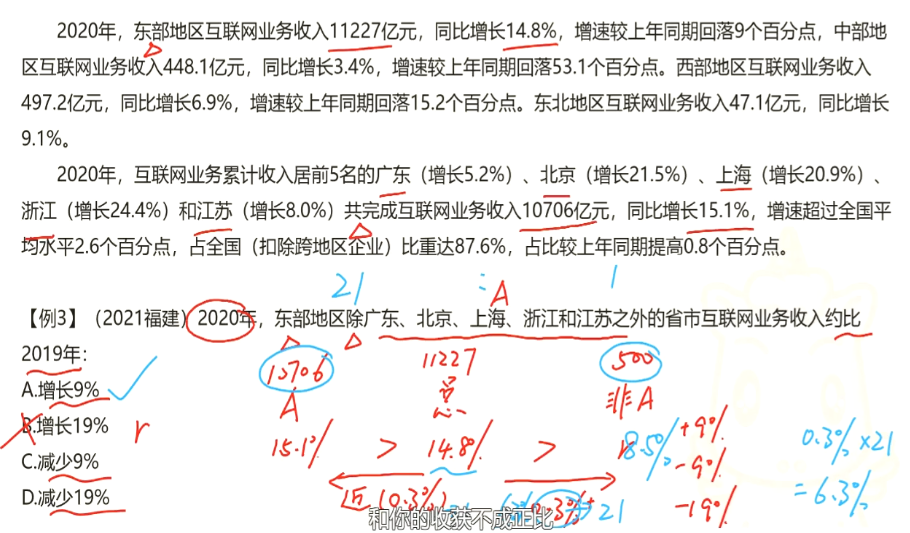 2020年，东部地区互联网业务收入11227亿元，同比增长14.8%，增速较上年同期回落9个百分点，中部地
区互联网业务收入448.1亿元，同比增长3.4%，增速较上年同期回落53.1个百分点。西部地区互联网业务收入
497.2亿元，同比增长6.9%，增速较上年同期回落15.2个百分点。东北地区互联网业务收入47.1亿元，同比增长
9.1%。
2020年，互联网业务累计收入居前5名的广东（增长5.2%）、北京（增长21.5%）、上海（增长20.9%）、
浙江（增长24.4%）和江苏（增长8.0%）共完成互联网业务收入10706亿元，同比增长15.1%，增速超过全国平
均水平2.6个百分点，占全国（扣除跨地区企业）比重达87.6%，占比较上年同期提高0.8个百分点。
21 : 1
A
【例3】（2021福建）2020年，东部地区除广东、北京、上海、浙江和江苏之外的省市互联网业务收入约比
2019年：
10706 11227 500
A.增长9%
A 总 非A
B.增长19%
r 15.1% > 14.8% > r 8.5% +9% 0.3%×21
C.减少9%
-9% =6.3%
D.减少19%
近(0.3%) 21 -19%
和你的收获不成正比